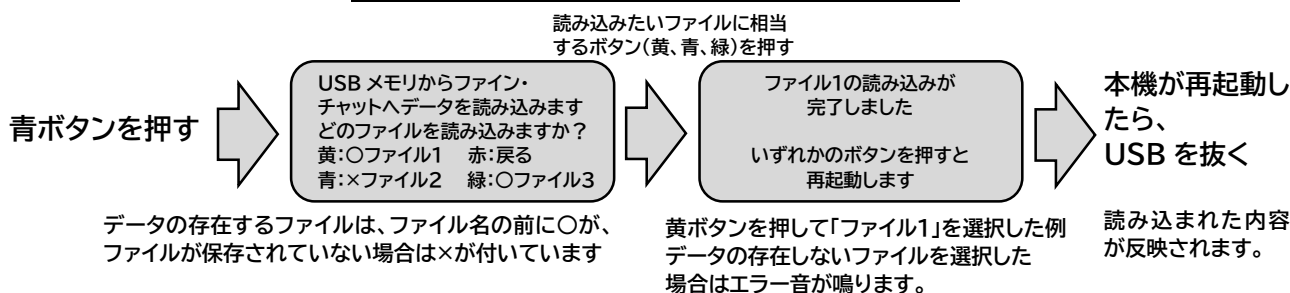 読み込みたいファイルに相当
するボタン(黄、青、緑)を押す
青ボタンを押す
USB メモリからファイン・
チャットへデータを読み込みます
どのファイルを読み込みますか？
黄:○ファイル1　赤:戻る
青:×ファイル2　緑:○ファイル3
データの存在するファイルは、ファイル名の前に○が、
ファイルが保存されていない場合は×が付いています
ファイル1の読み込みが
完了しました
いずれかのボタンを押すと
再起動します
黄ボタンを押して「ファイル1」を選択した例
データの存在しないファイルを選択した
場合はエラー音が鳴ります。
本機が再起動し
たら、
USB を抜く
読み込まれた内容
が反映されます。